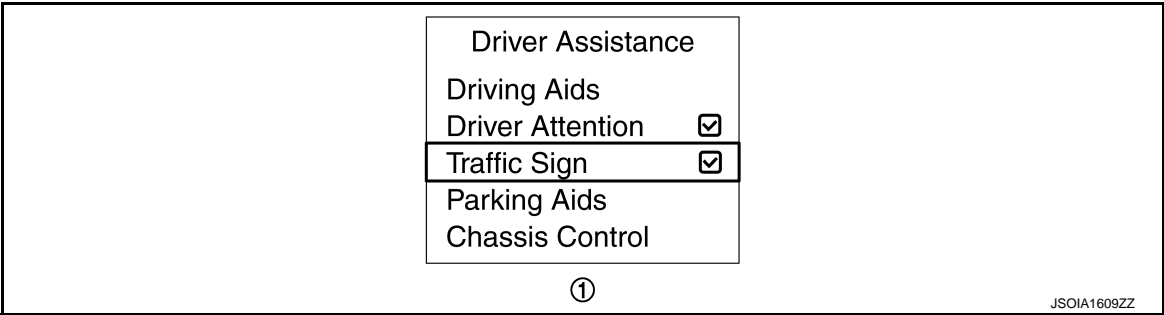 Driver Assistance
Driving Aids
Driver Attention ☑
Traffic Sign ☑
Parking Aids
Chassis Control
①
JSOIA1609ZZ